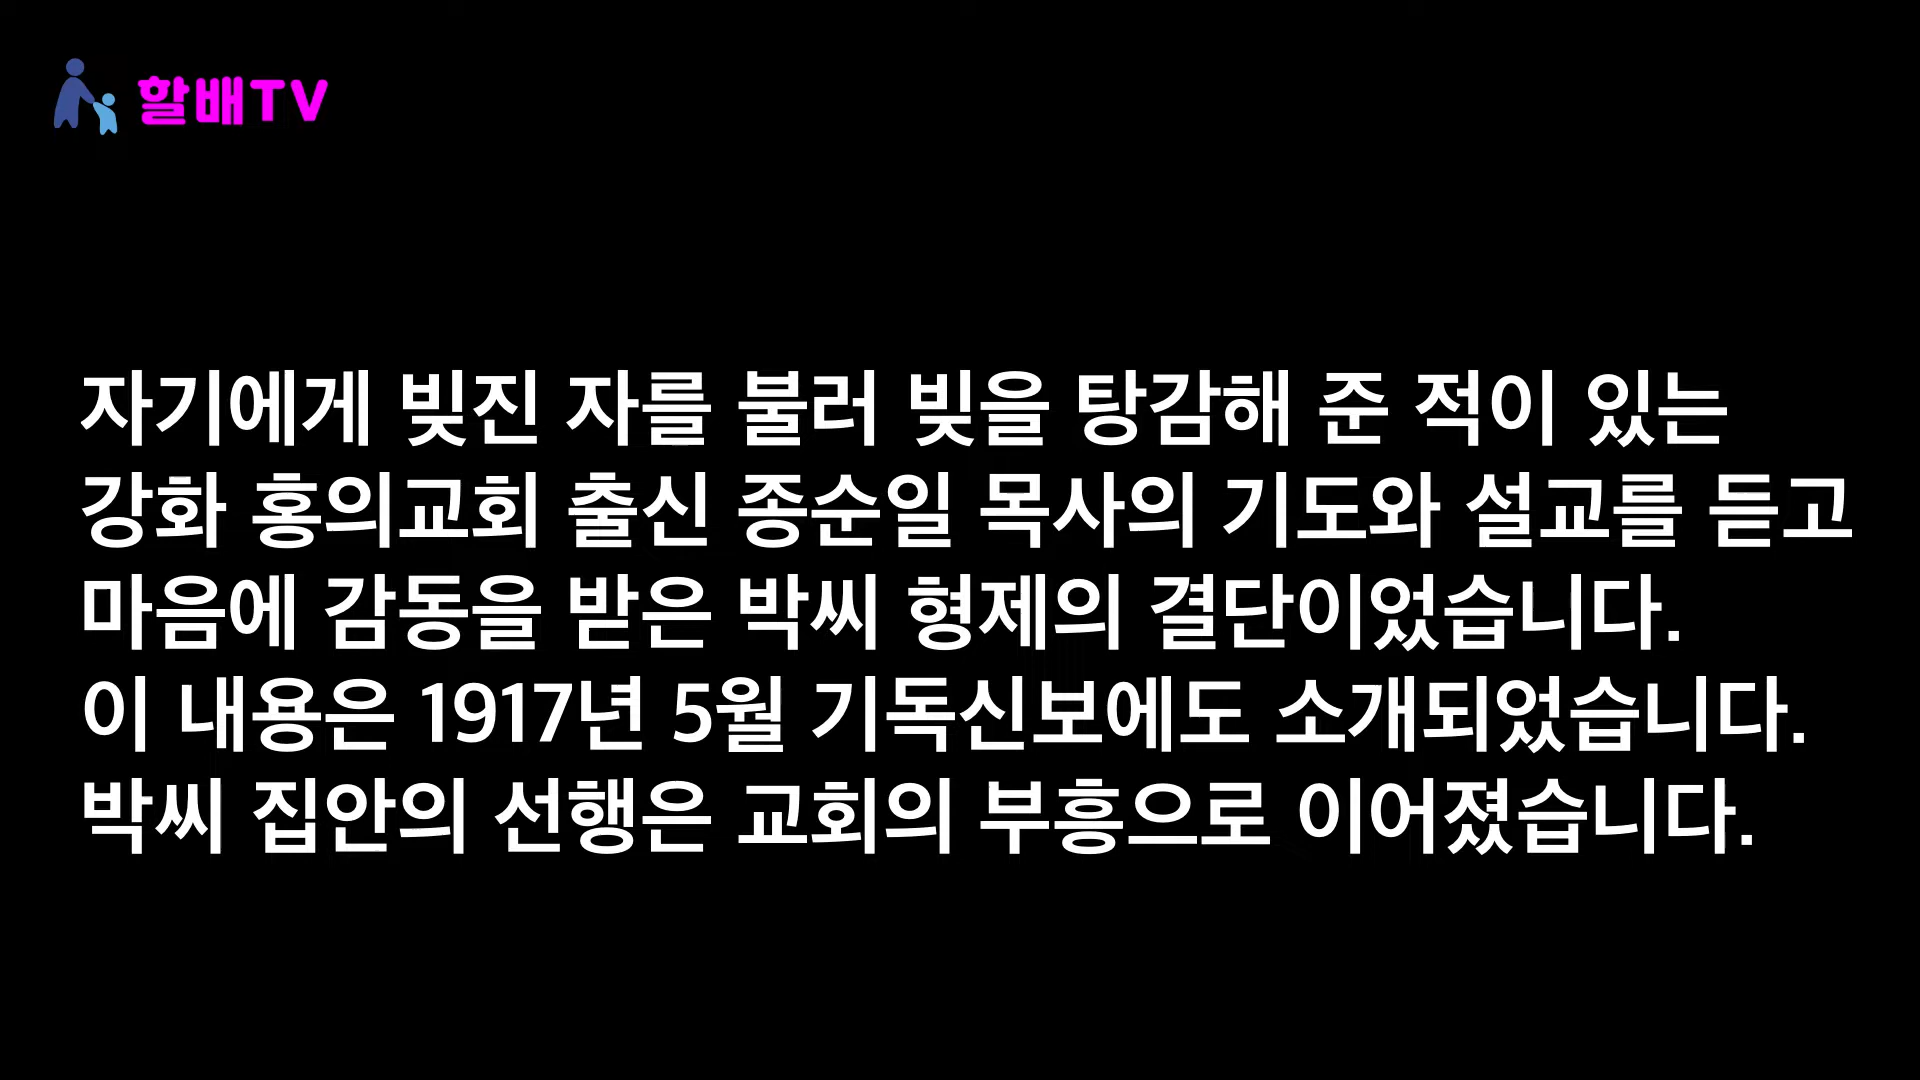 할배TV
자기에게 빚진 자를 불러 빚을 탕감해 준 적이 있는
강화 홍의교회 출신 종순일 목사의 기도와 설교를 듣고
마음에 감동을 받은 박씨 형제의 결단이었습니다.
이 내용은 1917년 5월 기독신보에도 소개되었습니다.
박씨 집안의 선행은 교회의 부흥으로 이어졌습니다.